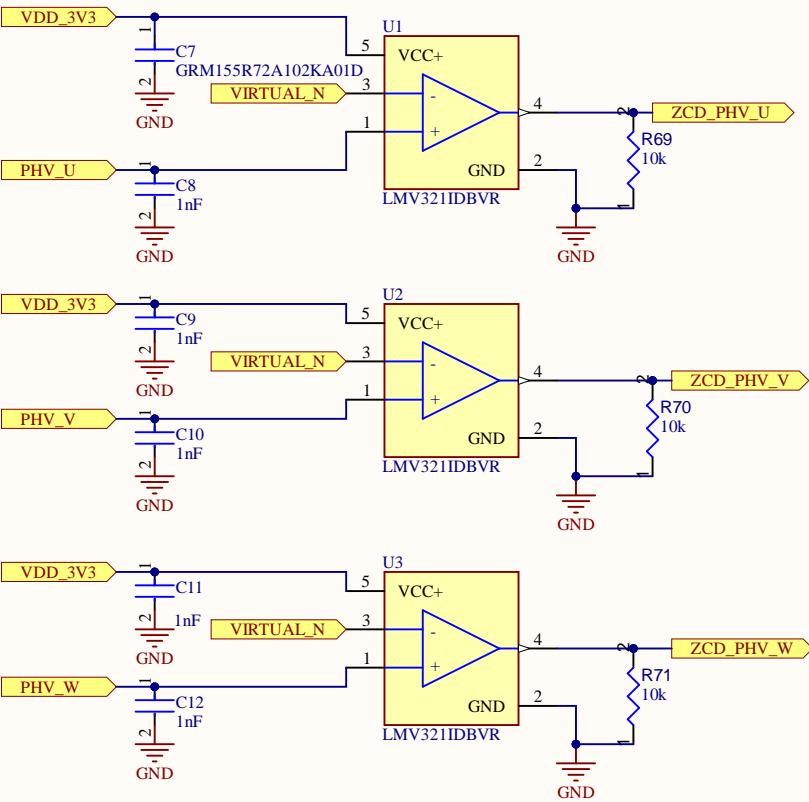 VDD_3V3
1
C7
GRM155R72A102KA01D
2
GND
VIRTUAL_N
PHV_U
1
C8
1nF
2
GND
U1
5
VCC+
3
-
1
+
4
GND
2
LMV321IDBVR
2
ZCD_PHV_U
R69
10k
1
GND
VDD_3V3
1
C9
1nF
2
GND
VIRTUAL_N
PHV_V
1
C10
1nF
2
GND
U2
5
VCC+
3
-
1
+
4
GND
2
LMV321IDBVR
2
ZCD_PHV_V
R70
10k
1
GND
VDD_3V3
1
C11
1nF
2
GND
VIRTUAL_N
PHV_W
1
C12
1nF
2
GND
U3
5
VCC+
3
-
1
+
4
GND
2
LMV321IDBVR
2
ZCD_PHV_W
R71
10k
1
GND